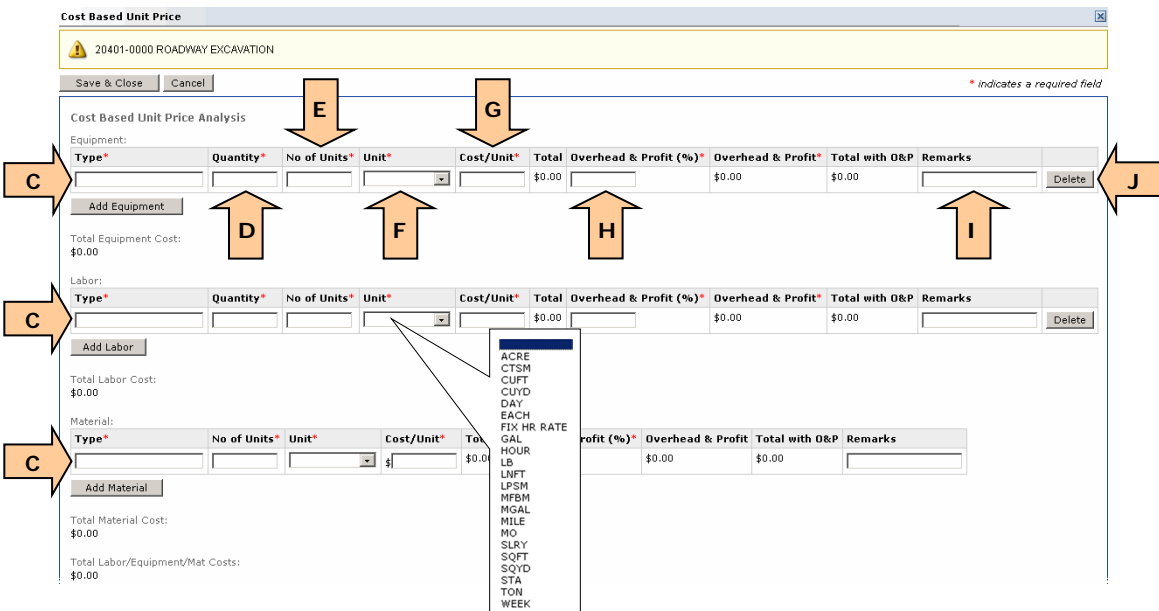 Cost Based Unit Price
20401-0000 ROADWAY EXCAVATION
Save & Close Cancel * indicates a required field
E G
Cost Based Unit Price Analysis
Equipment:
Type* Quantity* No of Units* Unit* Cost/Unit* Total Overhead & Profit (%)* Overhead & Profit* Total with O&P Remarks
C $0.00 $0.00 $0.00 Delete J
Add Equipment
D F H I
Total Equipment Cost:
$0.00
Labor:
Type* Quantity* No of Units* Unit* Cost/Unit* Total Overhead & Profit (%)* Overhead & Profit* Total with O&P Remarks
C $0.00 $0.00 $0.00 Delete
Add Labor
Total Labor Cost:
$0.00
Material:
Type* No of Units* Unit* Cost/Unit* rofit (%)* Overhead & Profit Total with O&P Remarks
C $ $0.00 $0.00
Add Material
Total Material Cost:
$0.00
Total Labor/Equipment/Mat Costs:
$0.00
ACRE
CTSM
CUFT
CUYD
DAY
EACH
FIX HR RATE
GAL
HOUR
LB
LNFT
LPSM
MFBM
MGAL
MILE
MO
SLRY
SQFT
SQYD
STA
TON
WEEK